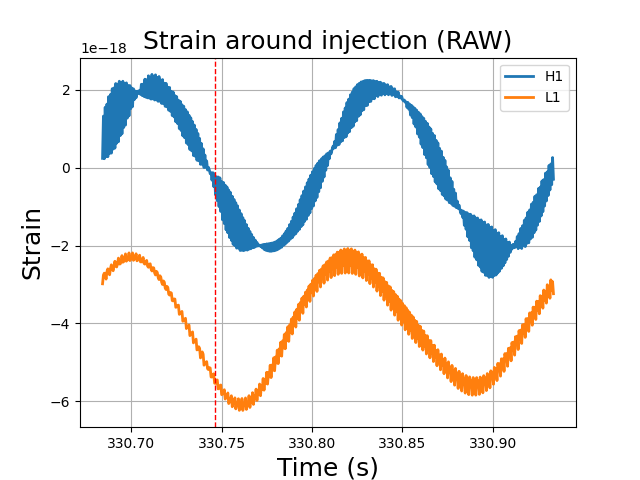 Strain around injection (RAW)
1e−18
H1
L1
2
0
−2
−4
−6
Strain
330.70 330.75 330.80 330.85 330.90
Time (s)